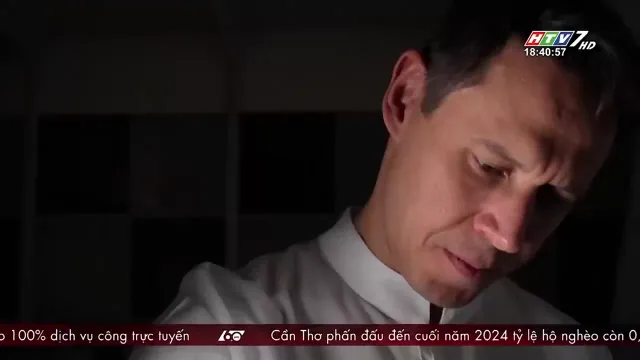 HTV7 HD
18:40:57
100% dịch vụ công trực tuyến 60 Cần Thơ phấn đấu đến cuối năm 2024 tỷ lệ hộ nghèo còn 0,